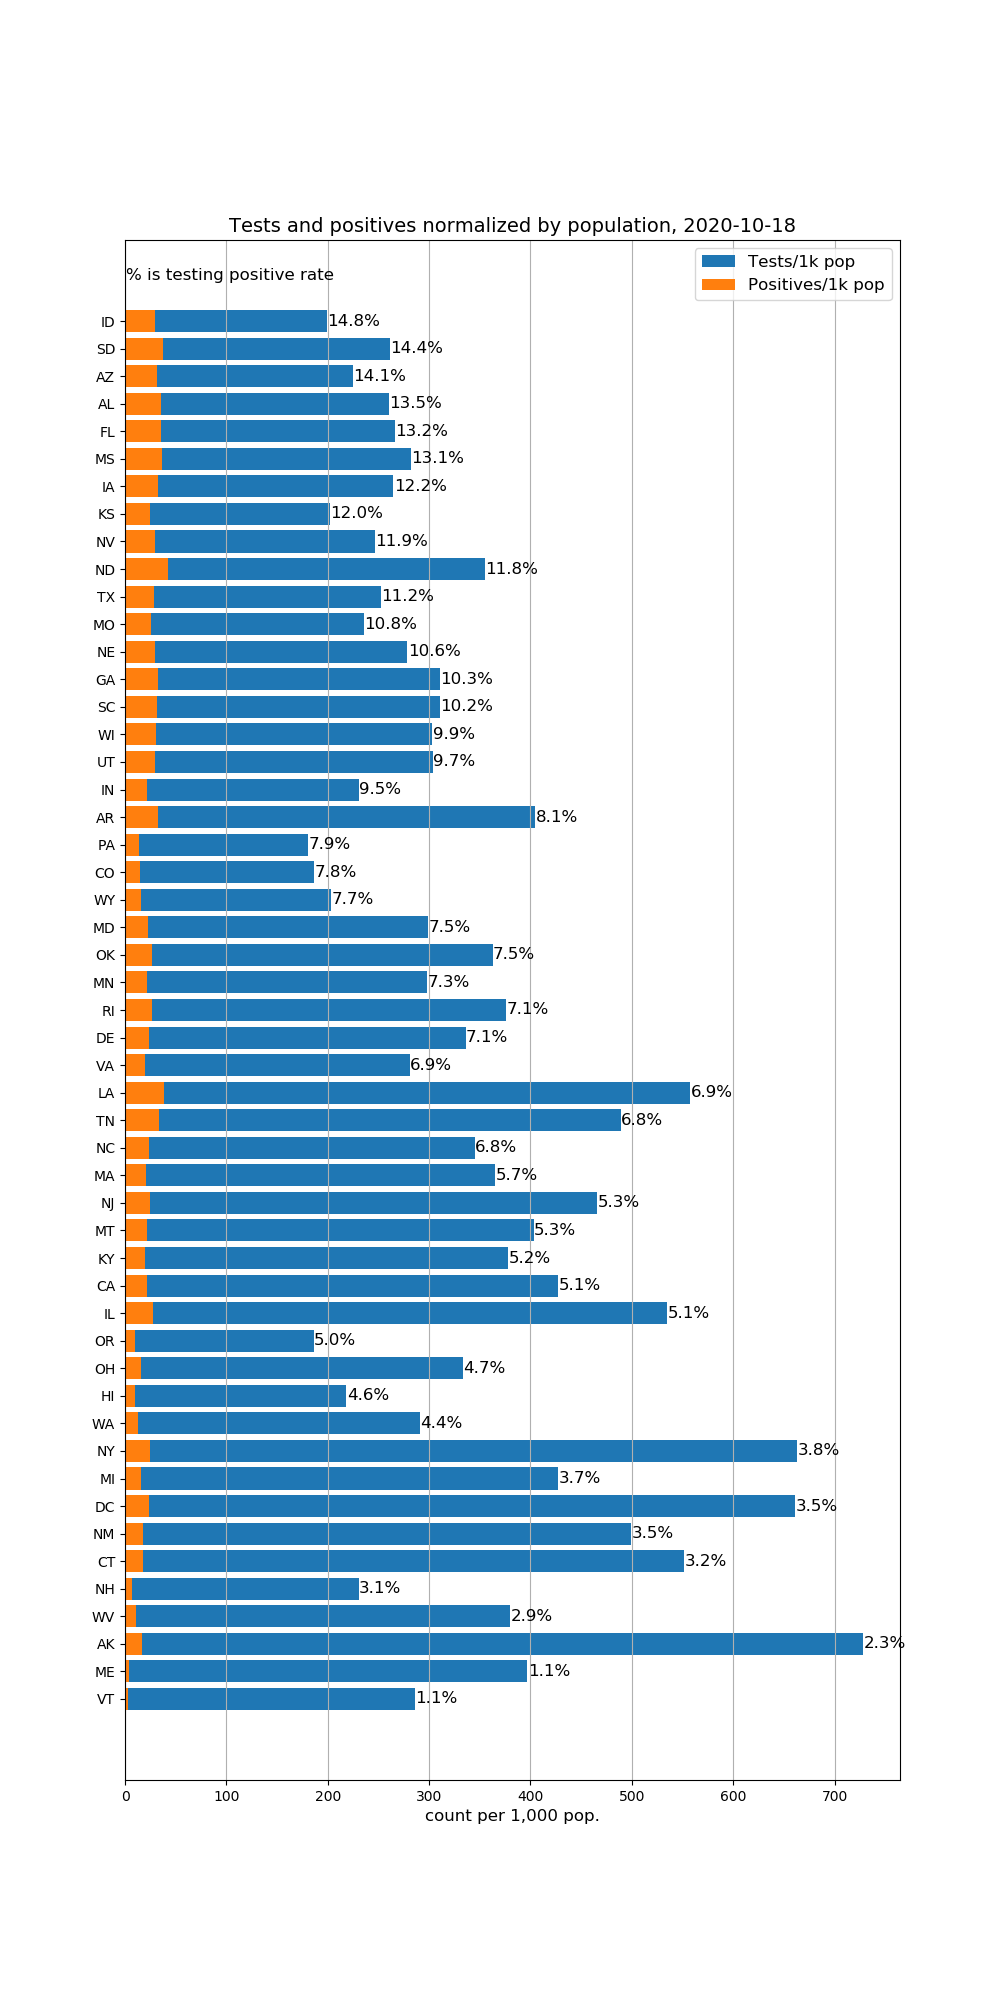 Tests and positives normalized by population, 2020-10-18
% is testing positive rate
Tests/1k pop
Positives/1k pop
ID 14.8%
SD 14.4%
AZ 14.1%
AL 13.5%
FL 13.2%
MS 13.1%
IA 12.2%
KS 12.0%
NV 11.9%
ND 11.8%
TX 11.2%
MO 10.8%
NE 10.6%
GA 10.3%
SC 10.2%
WI 9.9%
UT 9.7%
IN 9.5%
AR 8.1%
PA 7.9%
CO 7.8%
WY 7.7%
MD 7.5%
OK 7.5%
MN 7.3%
RI 7.1%
DE 7.1%
VA 6.9%
LA 6.9%
TN 6.8%
NC 6.8%
MA 5.7%
NJ 5.3%
MT 5.3%
KY 5.2%
CA 5.1%
IL 5.1%
OR 5.0%
OH 4.7%
HI 4.6%
WA 4.4%
NY 3.8%
MI 3.7%
DC 3.5%
NM 3.5%
CT 3.2%
NH 3.1%
WV 2.9%
AK 2.3%
ME 1.1%
VT 1.1%
0 100 200 300 400 500 600 700
count per 1,000 pop.